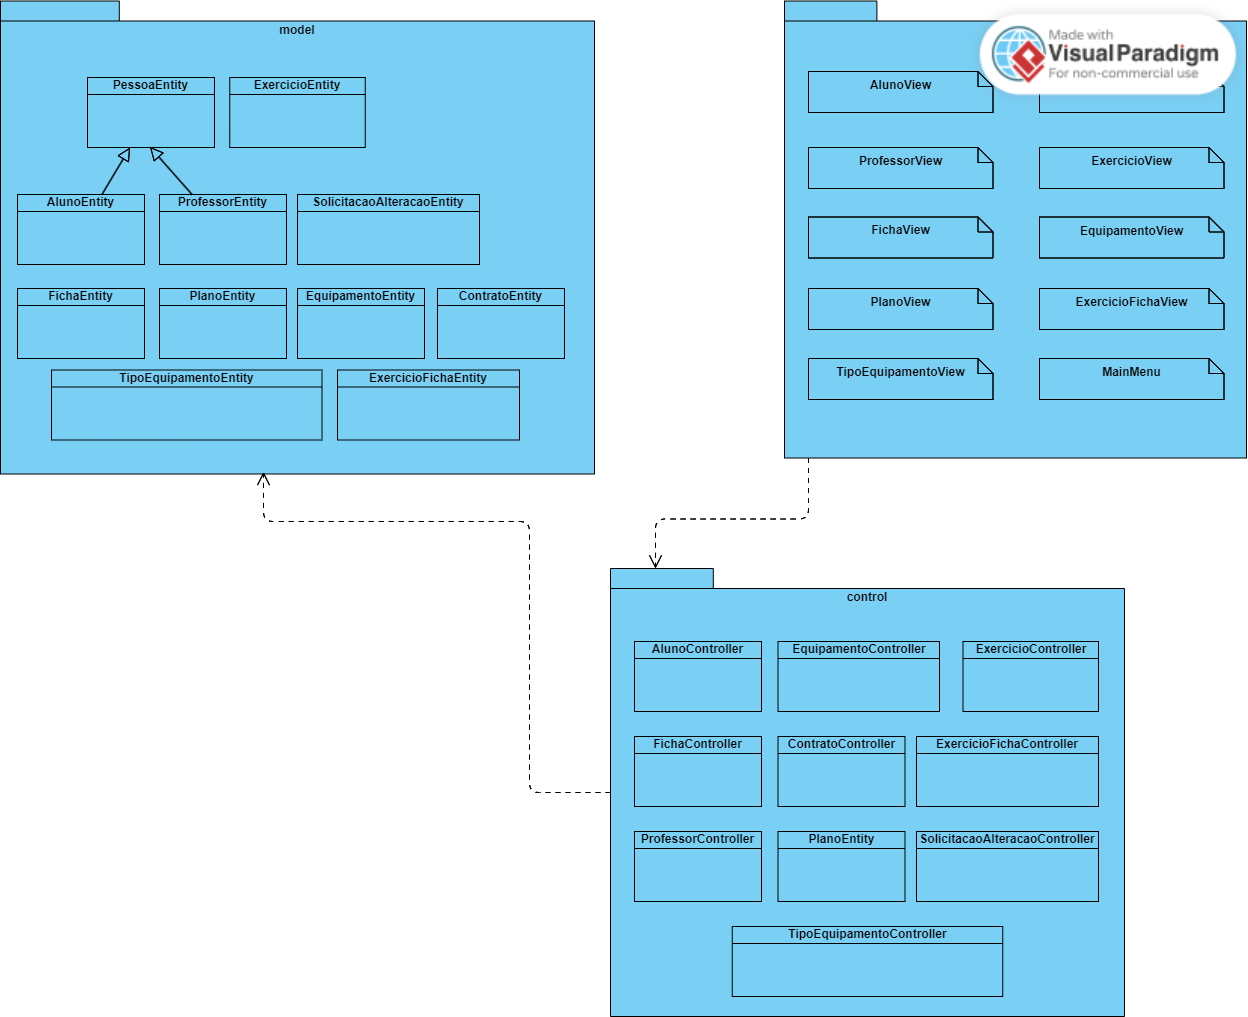 model
PessoaEntity
ExercicioEntity
AlunoEntity
ProfessorEntity
SolicitacaoAlteracaoEntity
FichaEntity
PlanoEntity
EquipamentoEntity
ContratoEntity
TipoEquipamentoEntity
ExercicioFichaEntity
Made with
Visual Paradigm
For non-commercial use
AlunoView
ProfessorView
ExercicioView
FichaView
EquipamentoView
PlanoView
ExercicioFichaView
TipoEquipamentoView
MainMenu
control
AlunoController
EquipamentoController
ExercicioController
FichaController
ContratoController
ExercicioFichaController
ProfessorController
PlanoEntity
SolicitacaoAlteracaoController
TipoEquipamentoController